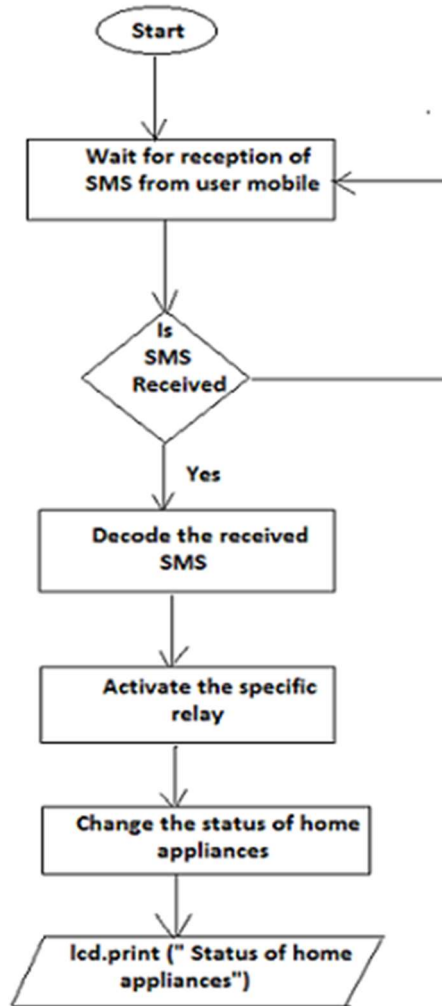 Start
Wait for reception of
SMS from user mobile
Is
SMS
Received
Yes
Decode the received
SMS
Activate the specific
relay
Change the status of home
appliances
lcd.print (" Status of home
appliances")